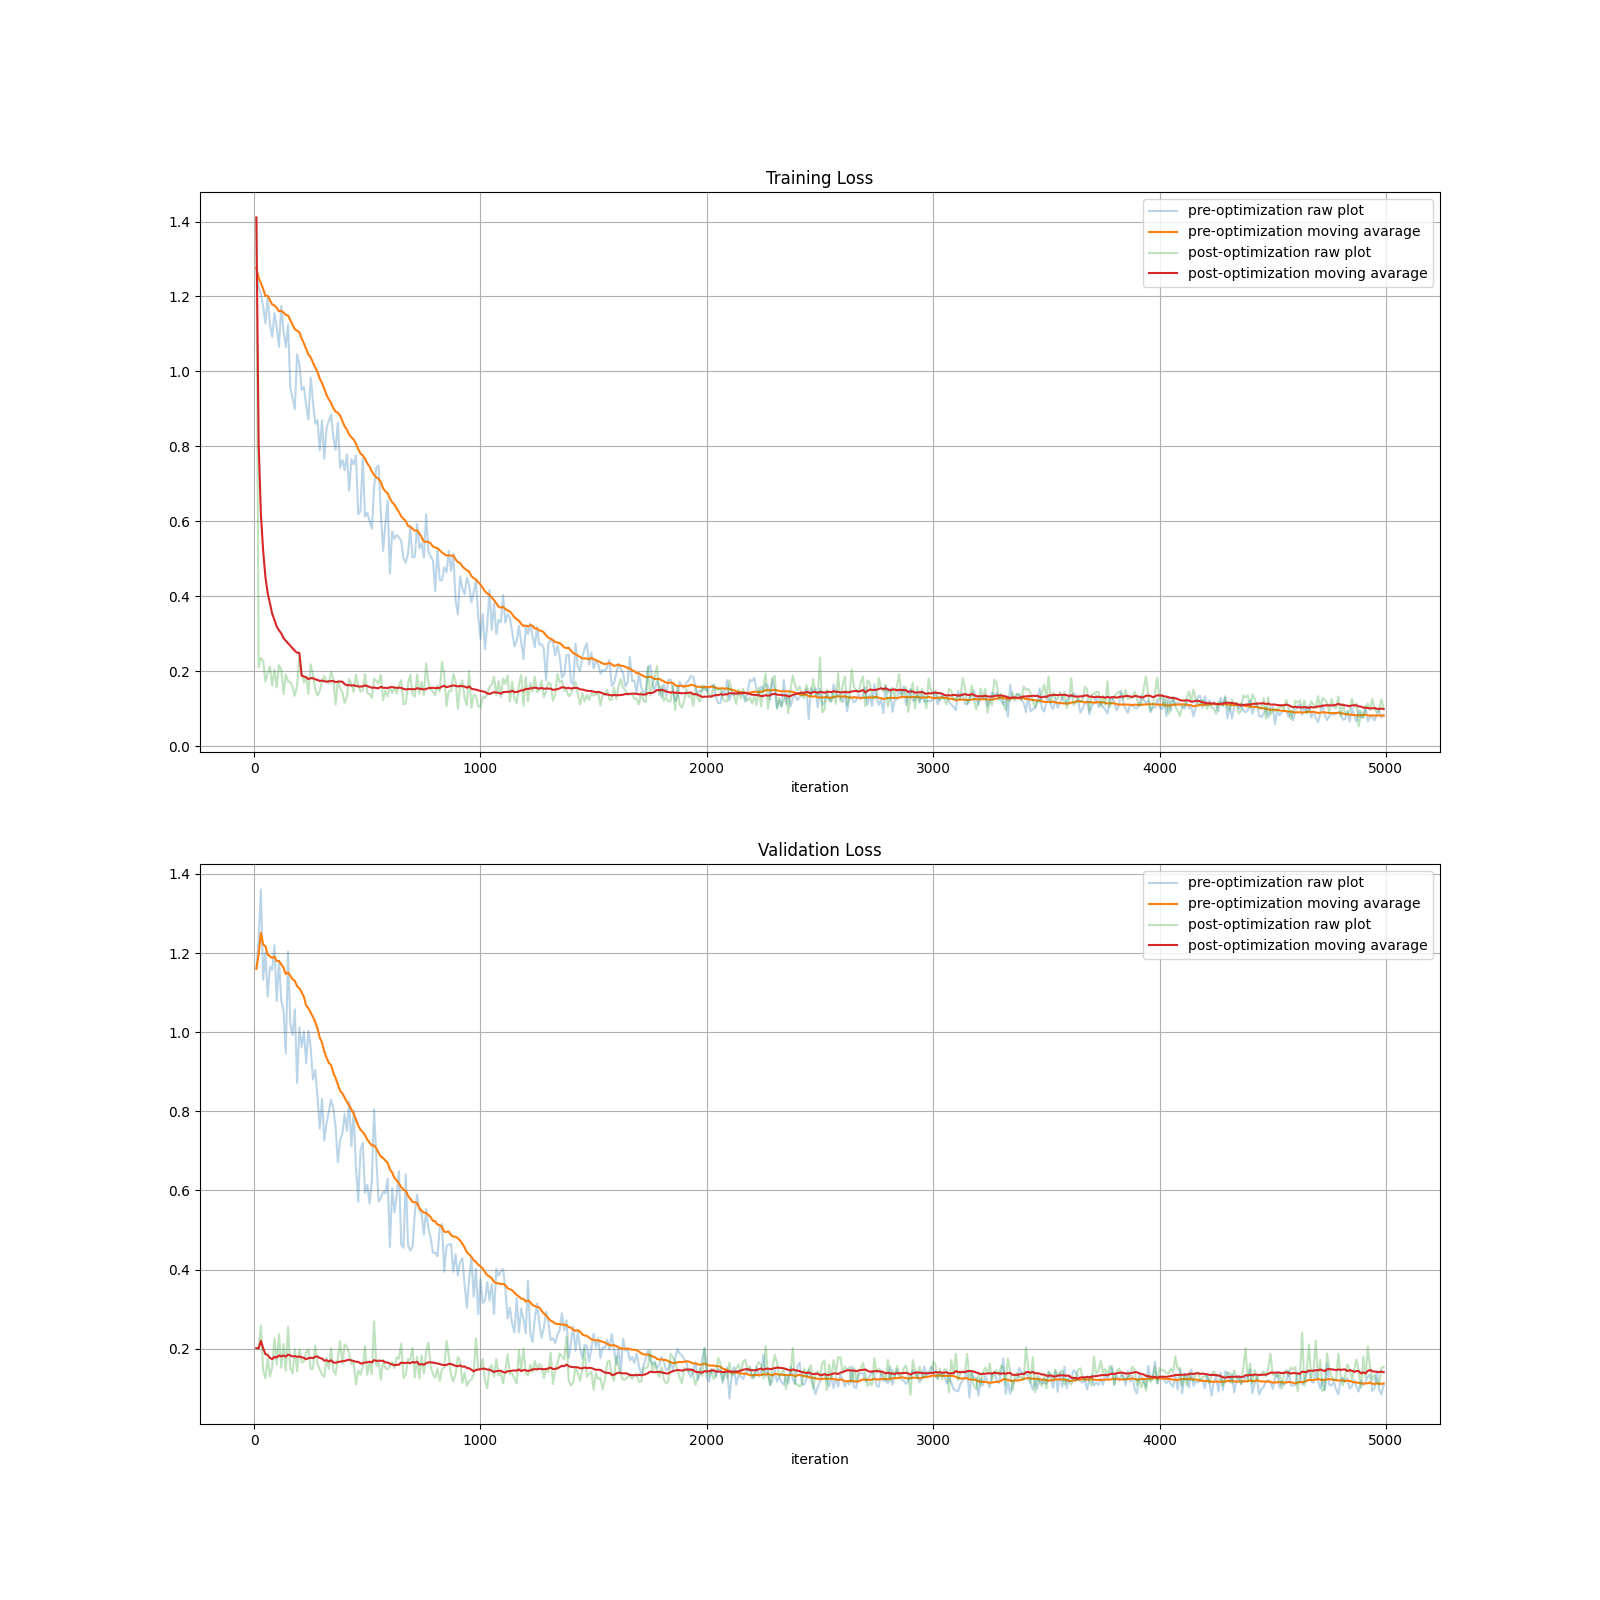 Training Loss
1.4
1.2
1.0
0.8
0.6
0.4
0.2
0.0
pre-optimization raw plot
pre-optimization moving avarage
post-optimization raw plot
post-optimization moving avarage
0 1000 2000 3000 4000 5000
iteration
Validation Loss
1.4
1.2
1.0
0.8
0.6
0.4
0.2
pre-optimization raw plot
pre-optimization moving avarage
post-optimization raw plot
post-optimization moving avarage
0 1000 2000 3000 4000 5000
iteration